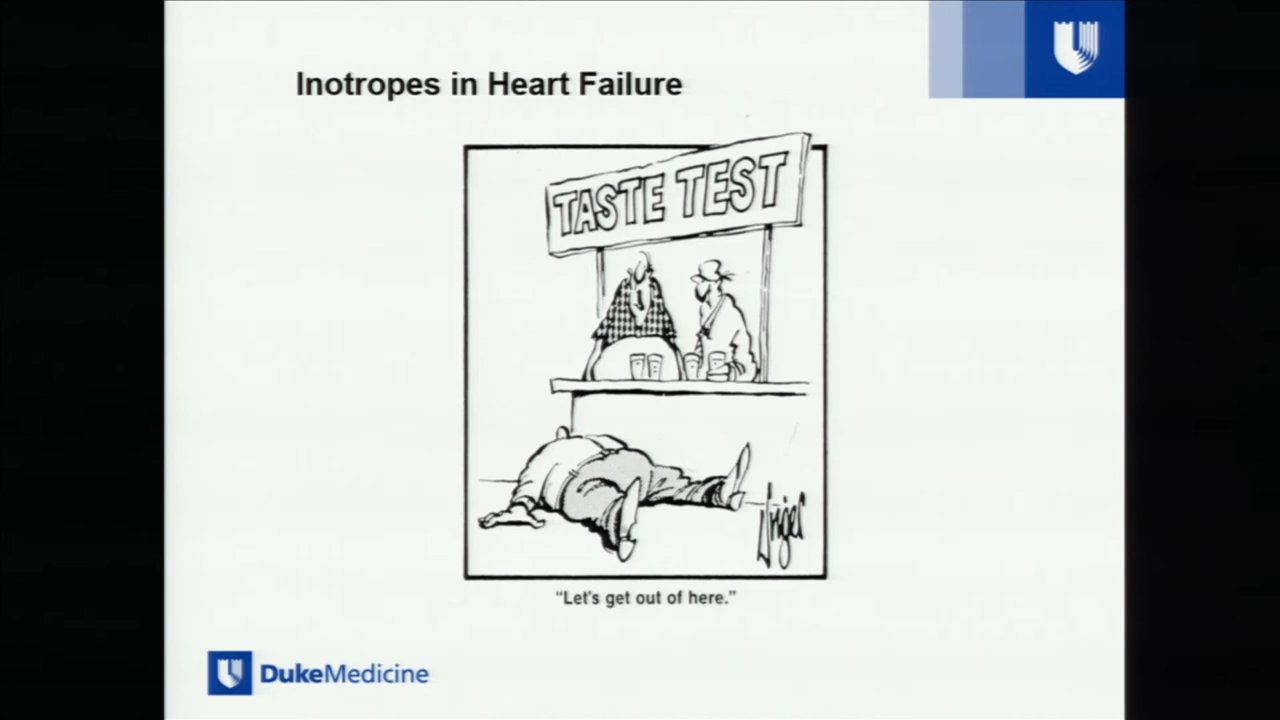 Inotropes in Heart Failure
TASTE TEST
“Let's get out of here.”
DukeMedicine